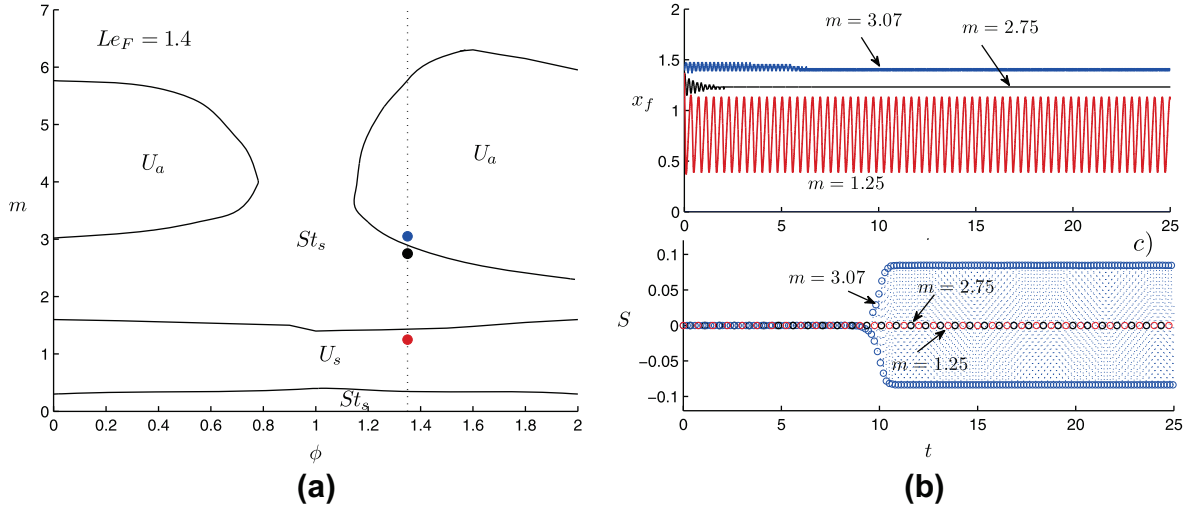 Le_F = 1.4
7
6
5
4
3
2
1
0
m
U_a
U_a
St_s
U_s
St_s
0
0.2
0.4
0.6
0.8
1
1.2
1.4
1.6
1.8
2
ϕ
(a)
2
1.5
1
0.5
0
x_f
m = 3.07
m = 2.75
m = 1.25
0
5
10
15
20
25
c)
0.1
0.05
0
−0.05
−0.1
S
m = 3.07
m = 2.75
m = 1.25
0
5
10
15
20
25
t
(b)